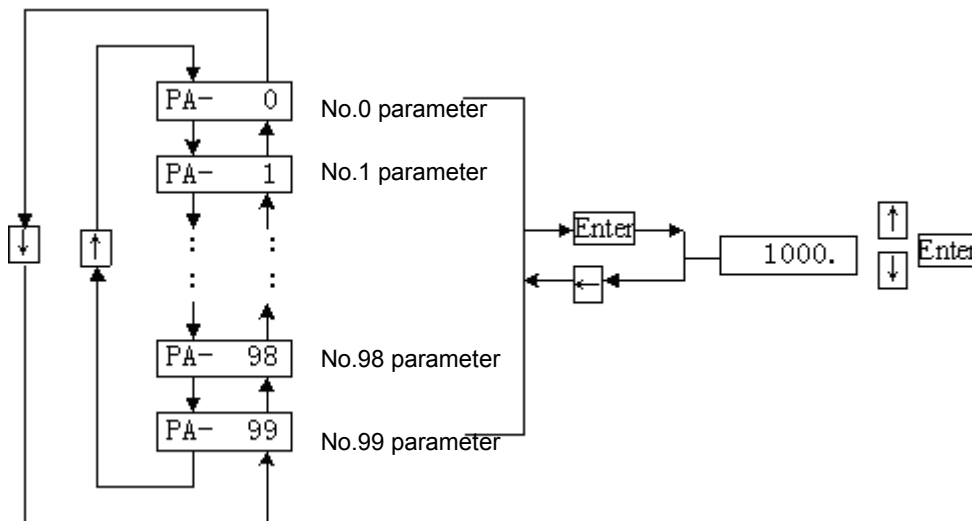 PA- 0 No.0 parameter
PA- 1 No.1 parameter
↓ ↑ : : Enter ↑
: : ← 1000. ↓ Enter
PA- 98 No.98 parameter
PA- 99 No.99 parameter